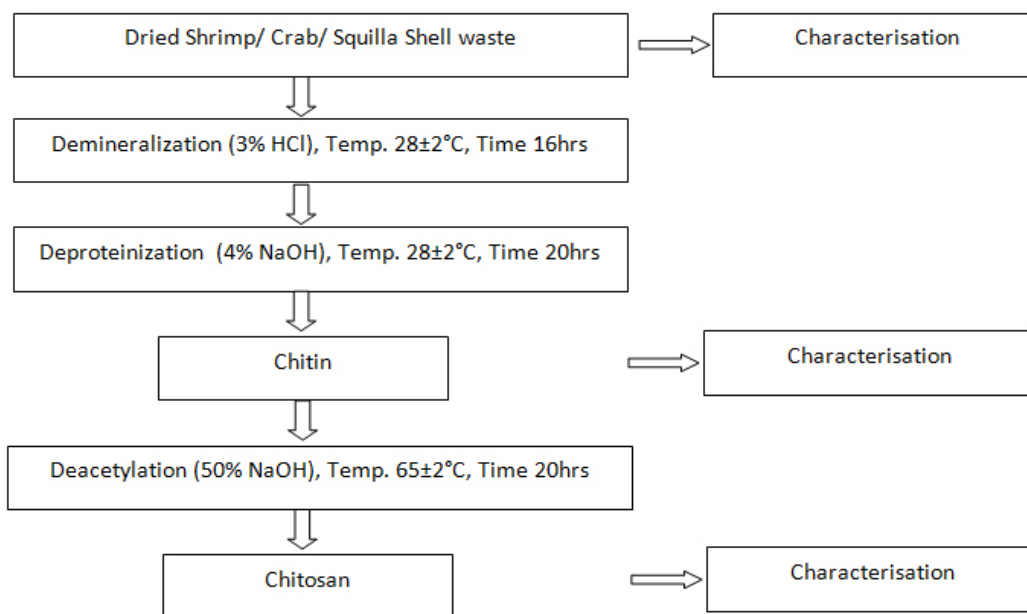 Dried Shrimp/ Crab/ Squilla Shell waste
Characterisation
Demineralization (3% HCl), Temp. 28±2°C, Time 16hrs
Deproteinization (4% NaOH), Temp. 28±2°C, Time 20hrs
Chitin
Characterisation
Deacetylation (50% NaOH), Temp. 65±2°C, Time 20hrs
Chitosan
Characterisation